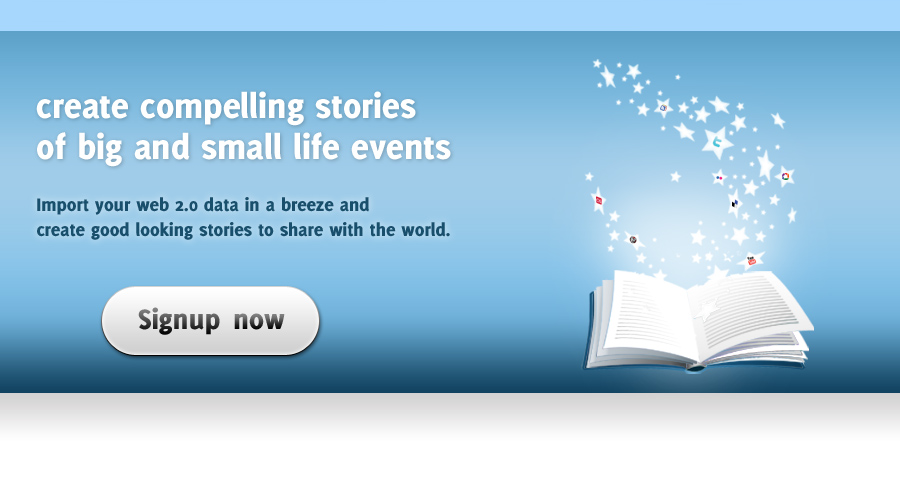 create compelling stories
of big and small life events
Import your web 2.0 data in a breeze and
create good looking stories to share with the world.
Signup now